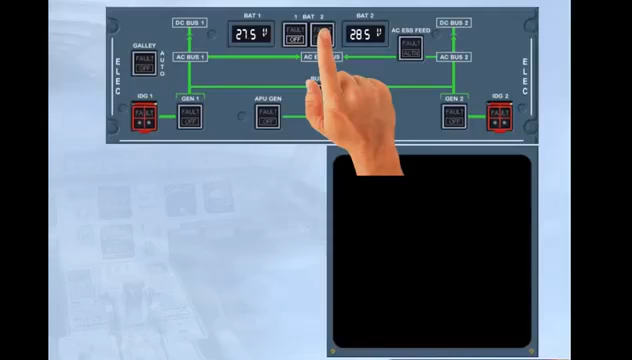 BAT 1
1 BAT 2
BAT 2
DC BUS 1
27.5 V
FAULT
OFF
28.5 V
DC BUS 2
AC ESS FEED
GALLEY
FAULT
OFF
AUTO
AC BUS 1
FAULT
ALTN
AC BUS 2
ELEC
ELEC
IDG 1
GEN 1
APU GEN
GEN 2
IDG 2
FAULT
FAULT
OFF
FAULT
OFF
FAULT
OFF
FAULT